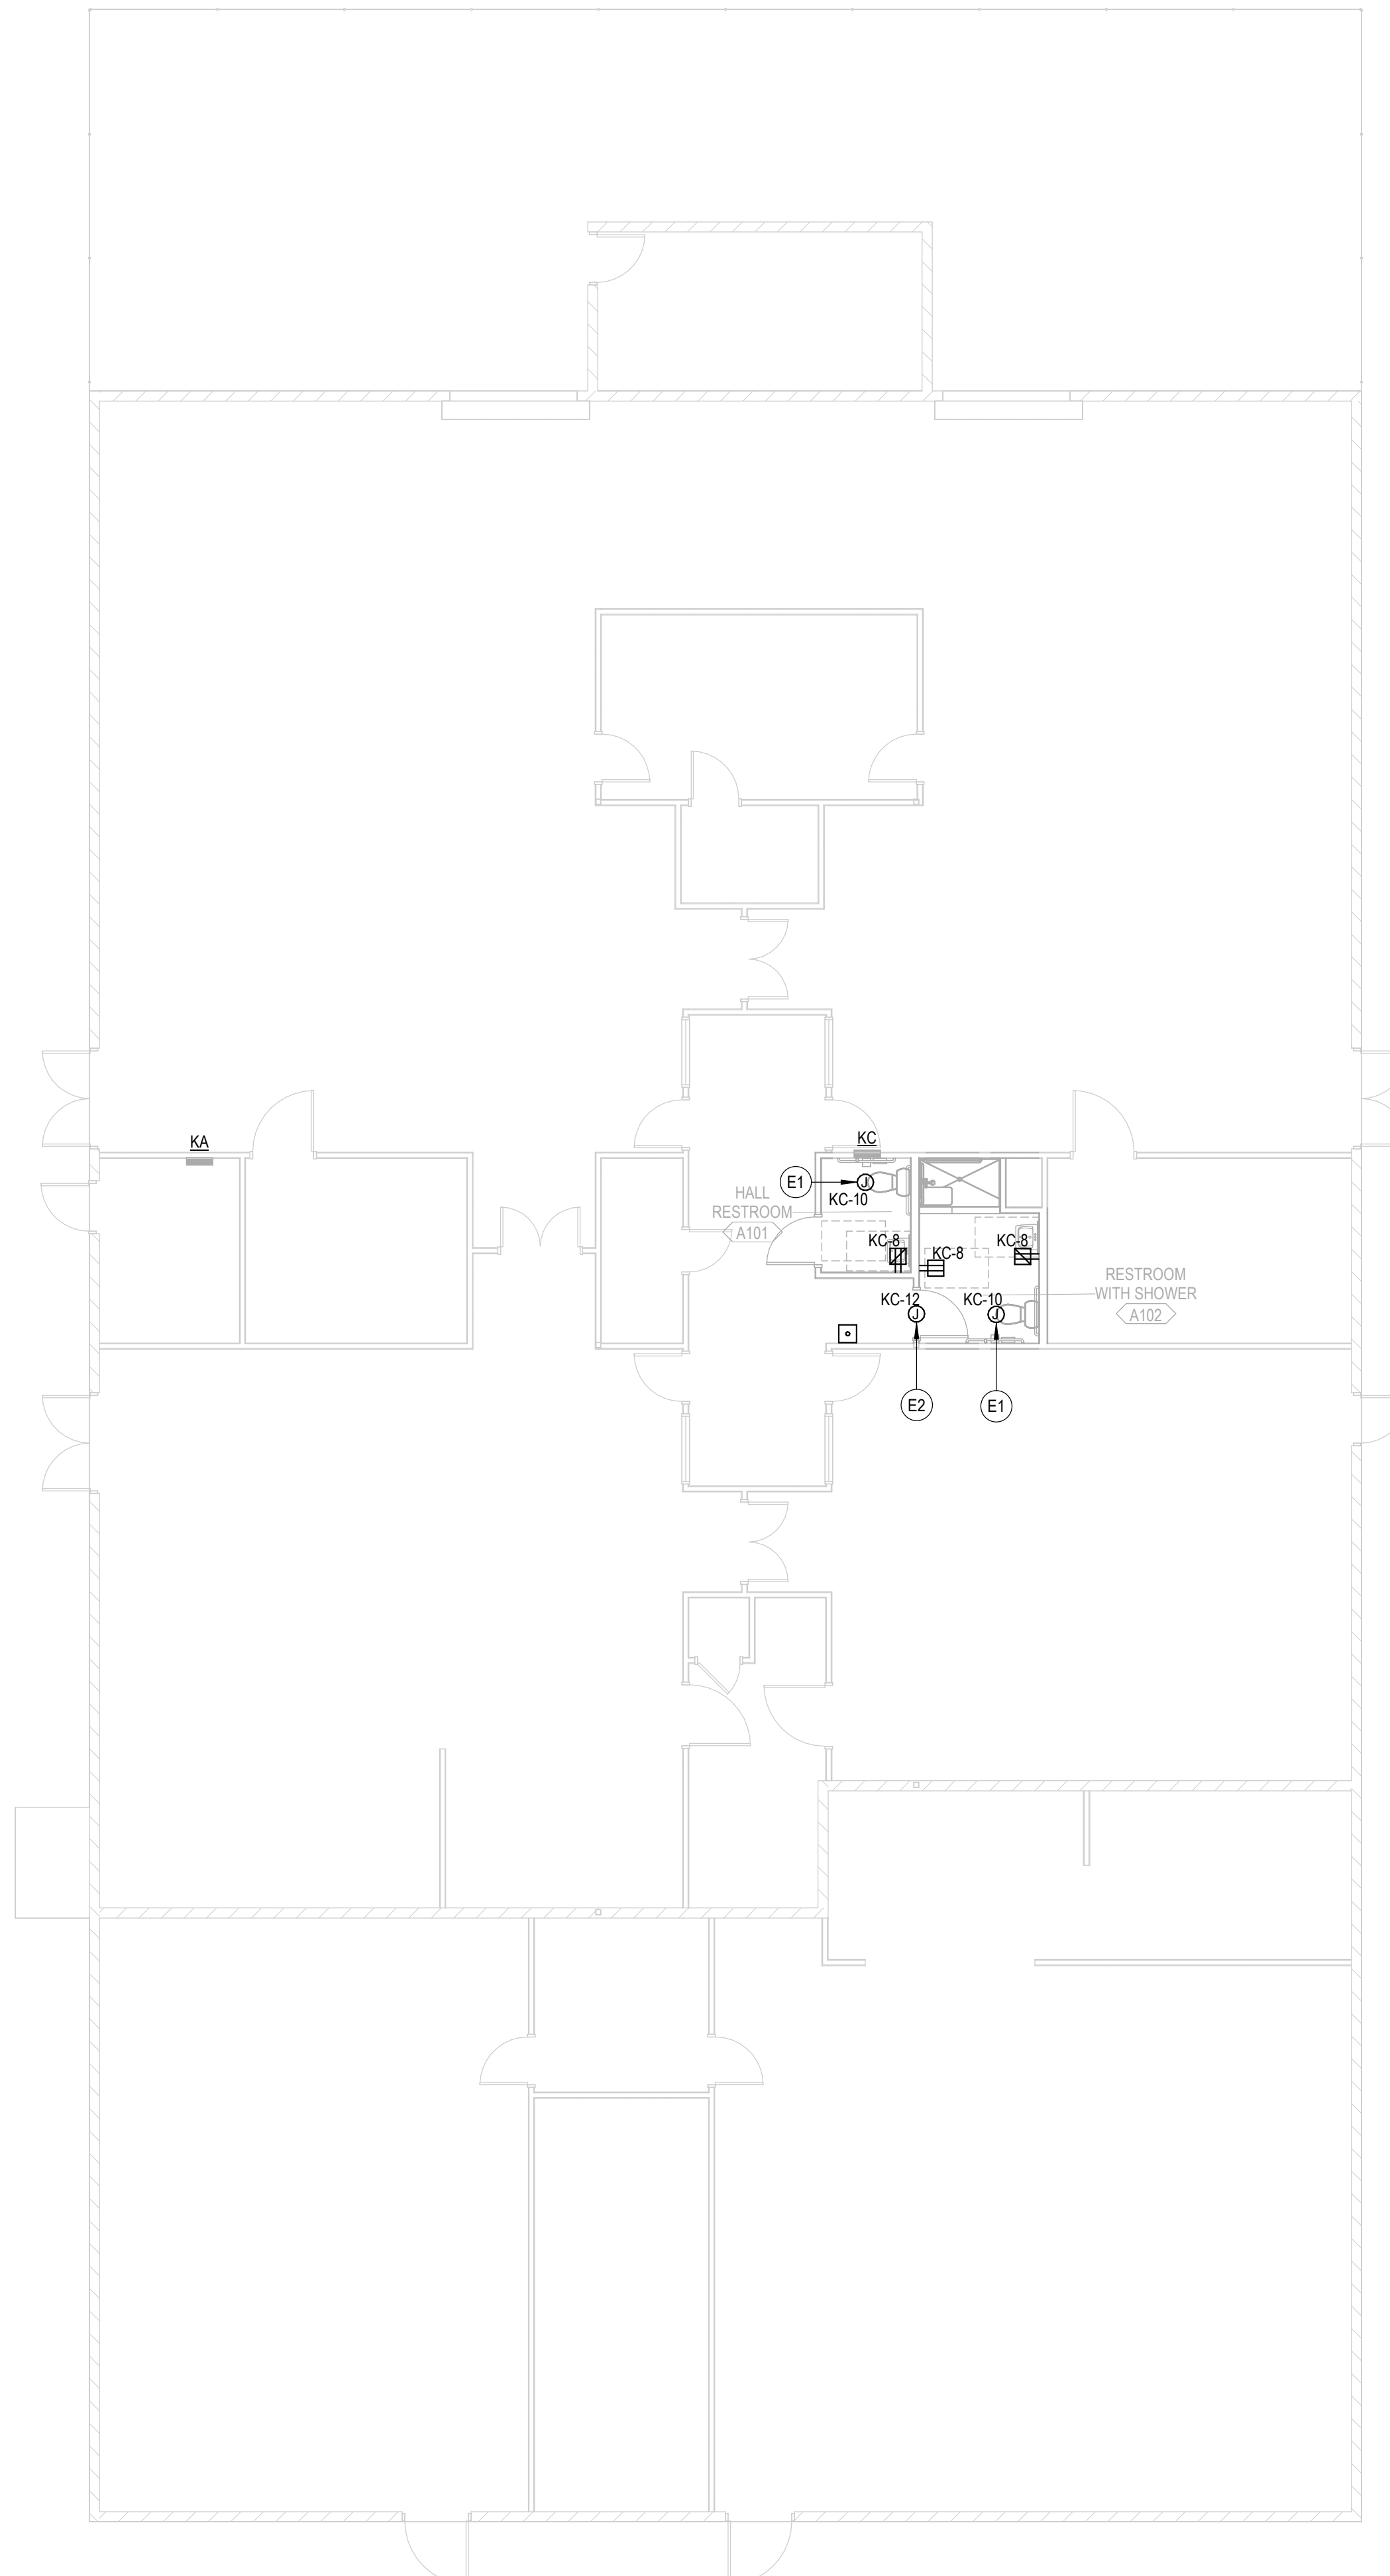 KA
KC
E1
J
KC-10
HALL
RESTROOM
A101
KC-8
KC-8
KC-8
RESTROOM
WITH SHOWER
A102
KC-12
KC-10
J
J
E2
E1